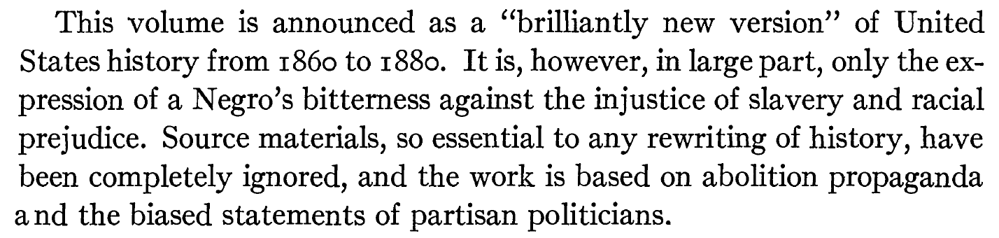 This volume is announced as a “brilliantly new version” of United
States history from 1860 to 1880. It is, however, in large part, only the ex-
pression of a Negro’s bitterness against the injustice of slavery and racial
prejudice. Source materials, so essential to any rewriting of history, have
been completely ignored, and the work is based on abolition propaganda
and the biased statements of partisan politicians.